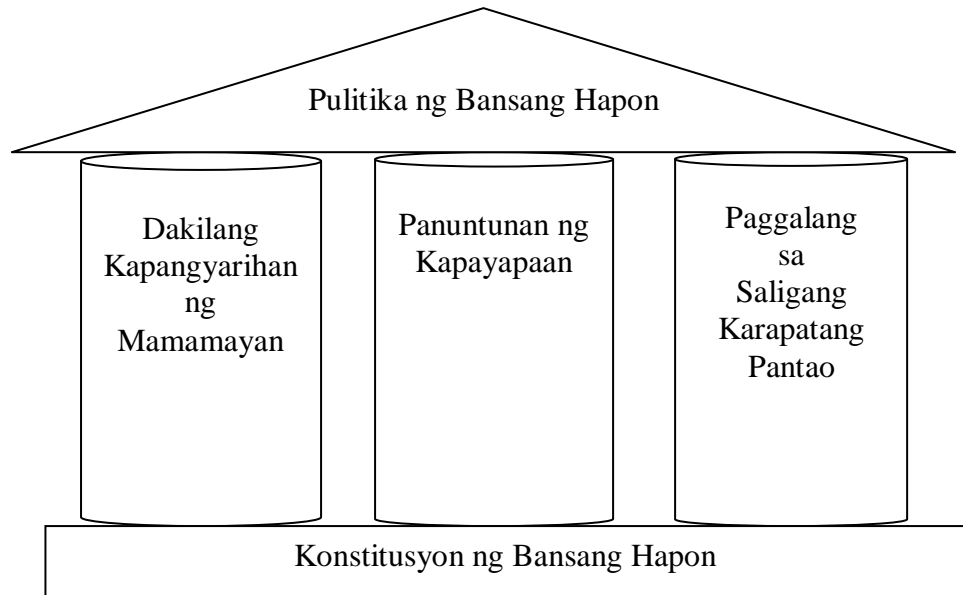 Pulitika ng Bansang Hapon
Dakilang
Kapangyarihan
ng
Mamamayan
Panuntunan ng
Kapayapaan
Paggalang
sa
Saligang
Karapatang
Pantao
Konstitusyon ng Bansang Hapon